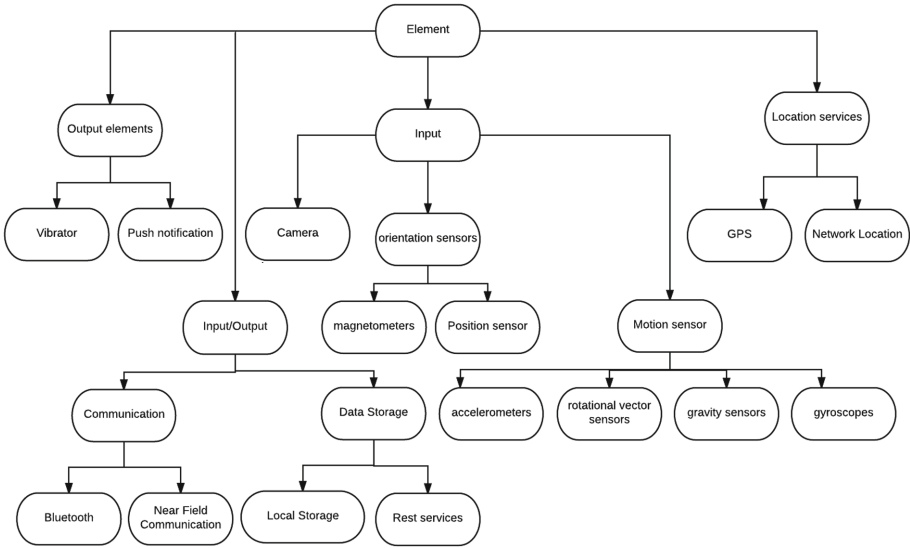 Element
Output elements
Input
Location services
Vibrator
Push notification
Camera
orientation sensors
GPS
Network Location
Input/Output
magnetometers
Position sensor
Motion sensor
Communication
Data Storage
accelerometers
rotational vector
sensors
gravity sensors
gyroscopes
Bluetooth
Near Field
Communication
Local Storage
Rest services